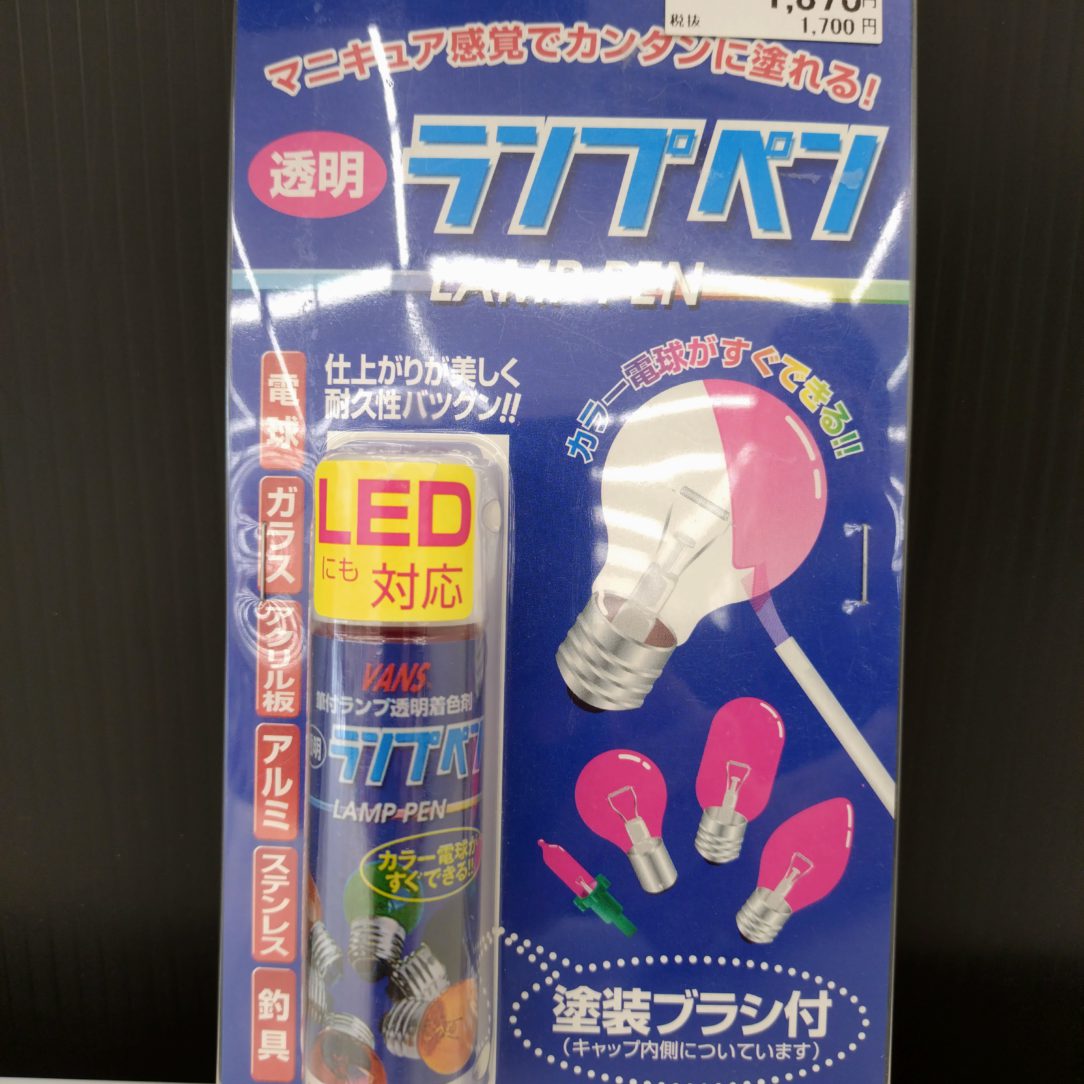 1,870円
税抜 1,700円
マニキュア感覚でカンタンに塗れる!
透明
ランプペン
LAMP-PEN
仕上がりが美しく
耐久性バツグン!!
カラー電球がすぐできる!!
電球
ガラス
アクリル板
アルミ
ステンレス
釣具
LED
にも対応
VANS
筆付ランプ透明着色剤
ランプペン
LAMP-PEN
カラー電球が
すぐできる!!
塗装ブラシ付
(キャップ内側についています)